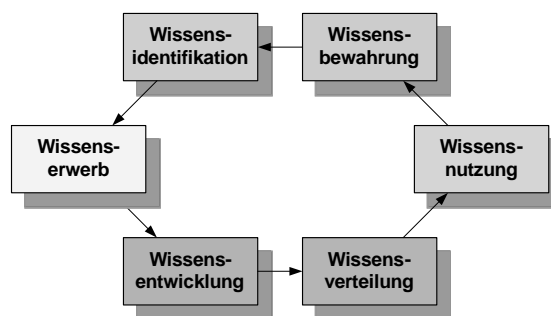 Wissens-
identifikation
Wissens-
bewahrung
Wissens-
erwerb
Wissens-
nutzung
Wissens-
entwicklung
Wissens-
verteilung